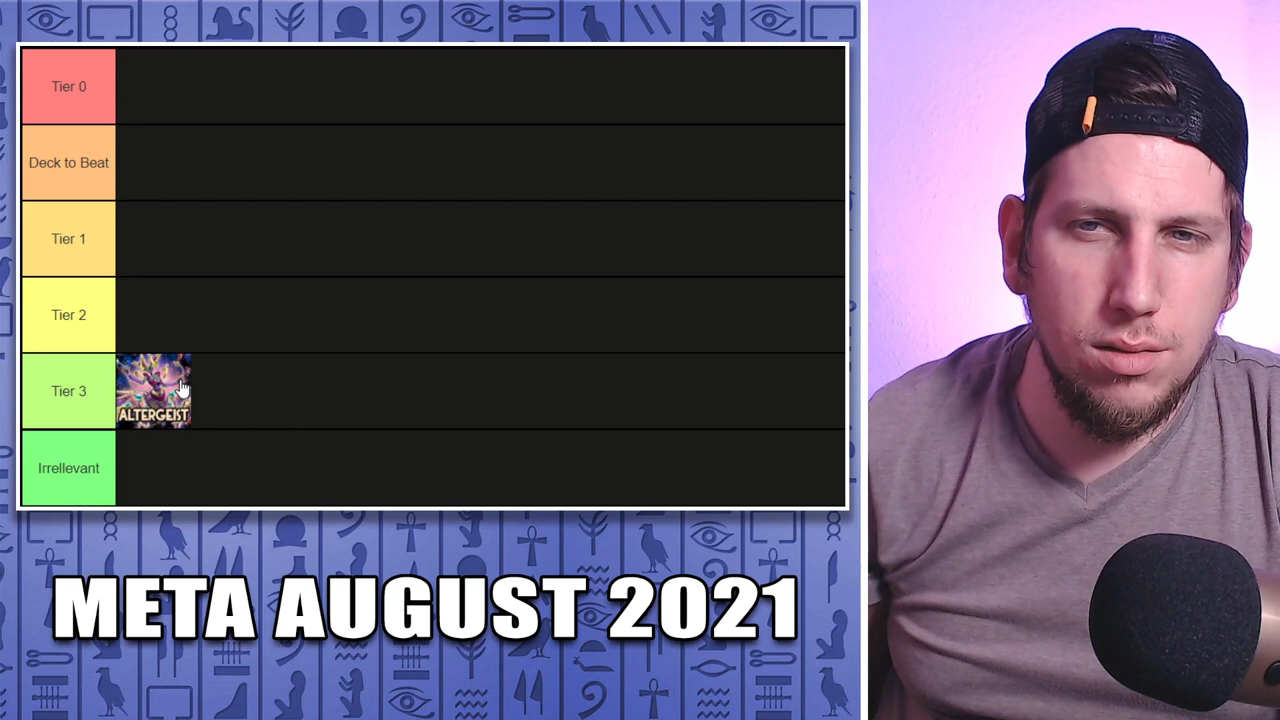 Tier 0
Deck to Beat
Tier 1
Tier 2
Tier 3
ALTERGEIST
Irrellevant
META AUGUST 2021